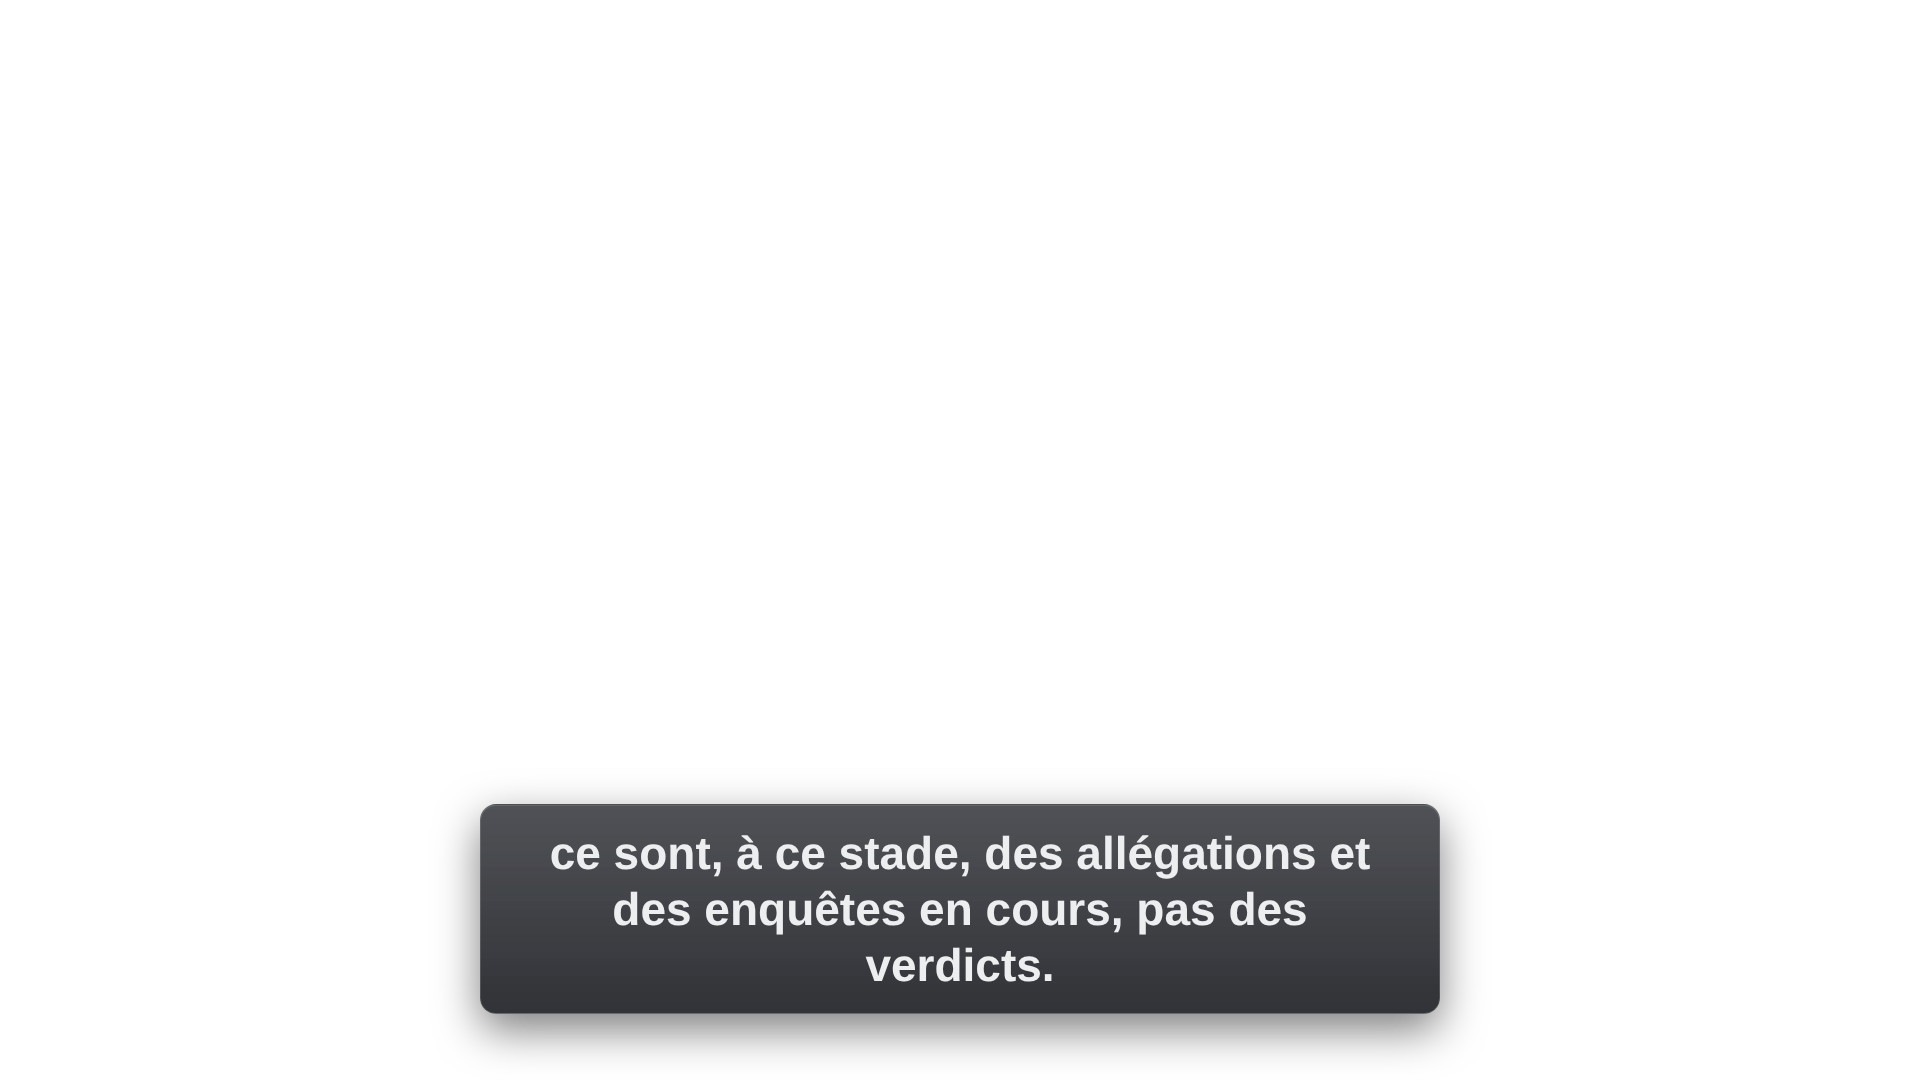 ce sont, à ce stade, des allégations et
des enquêtes en cours, pas des
verdicts.